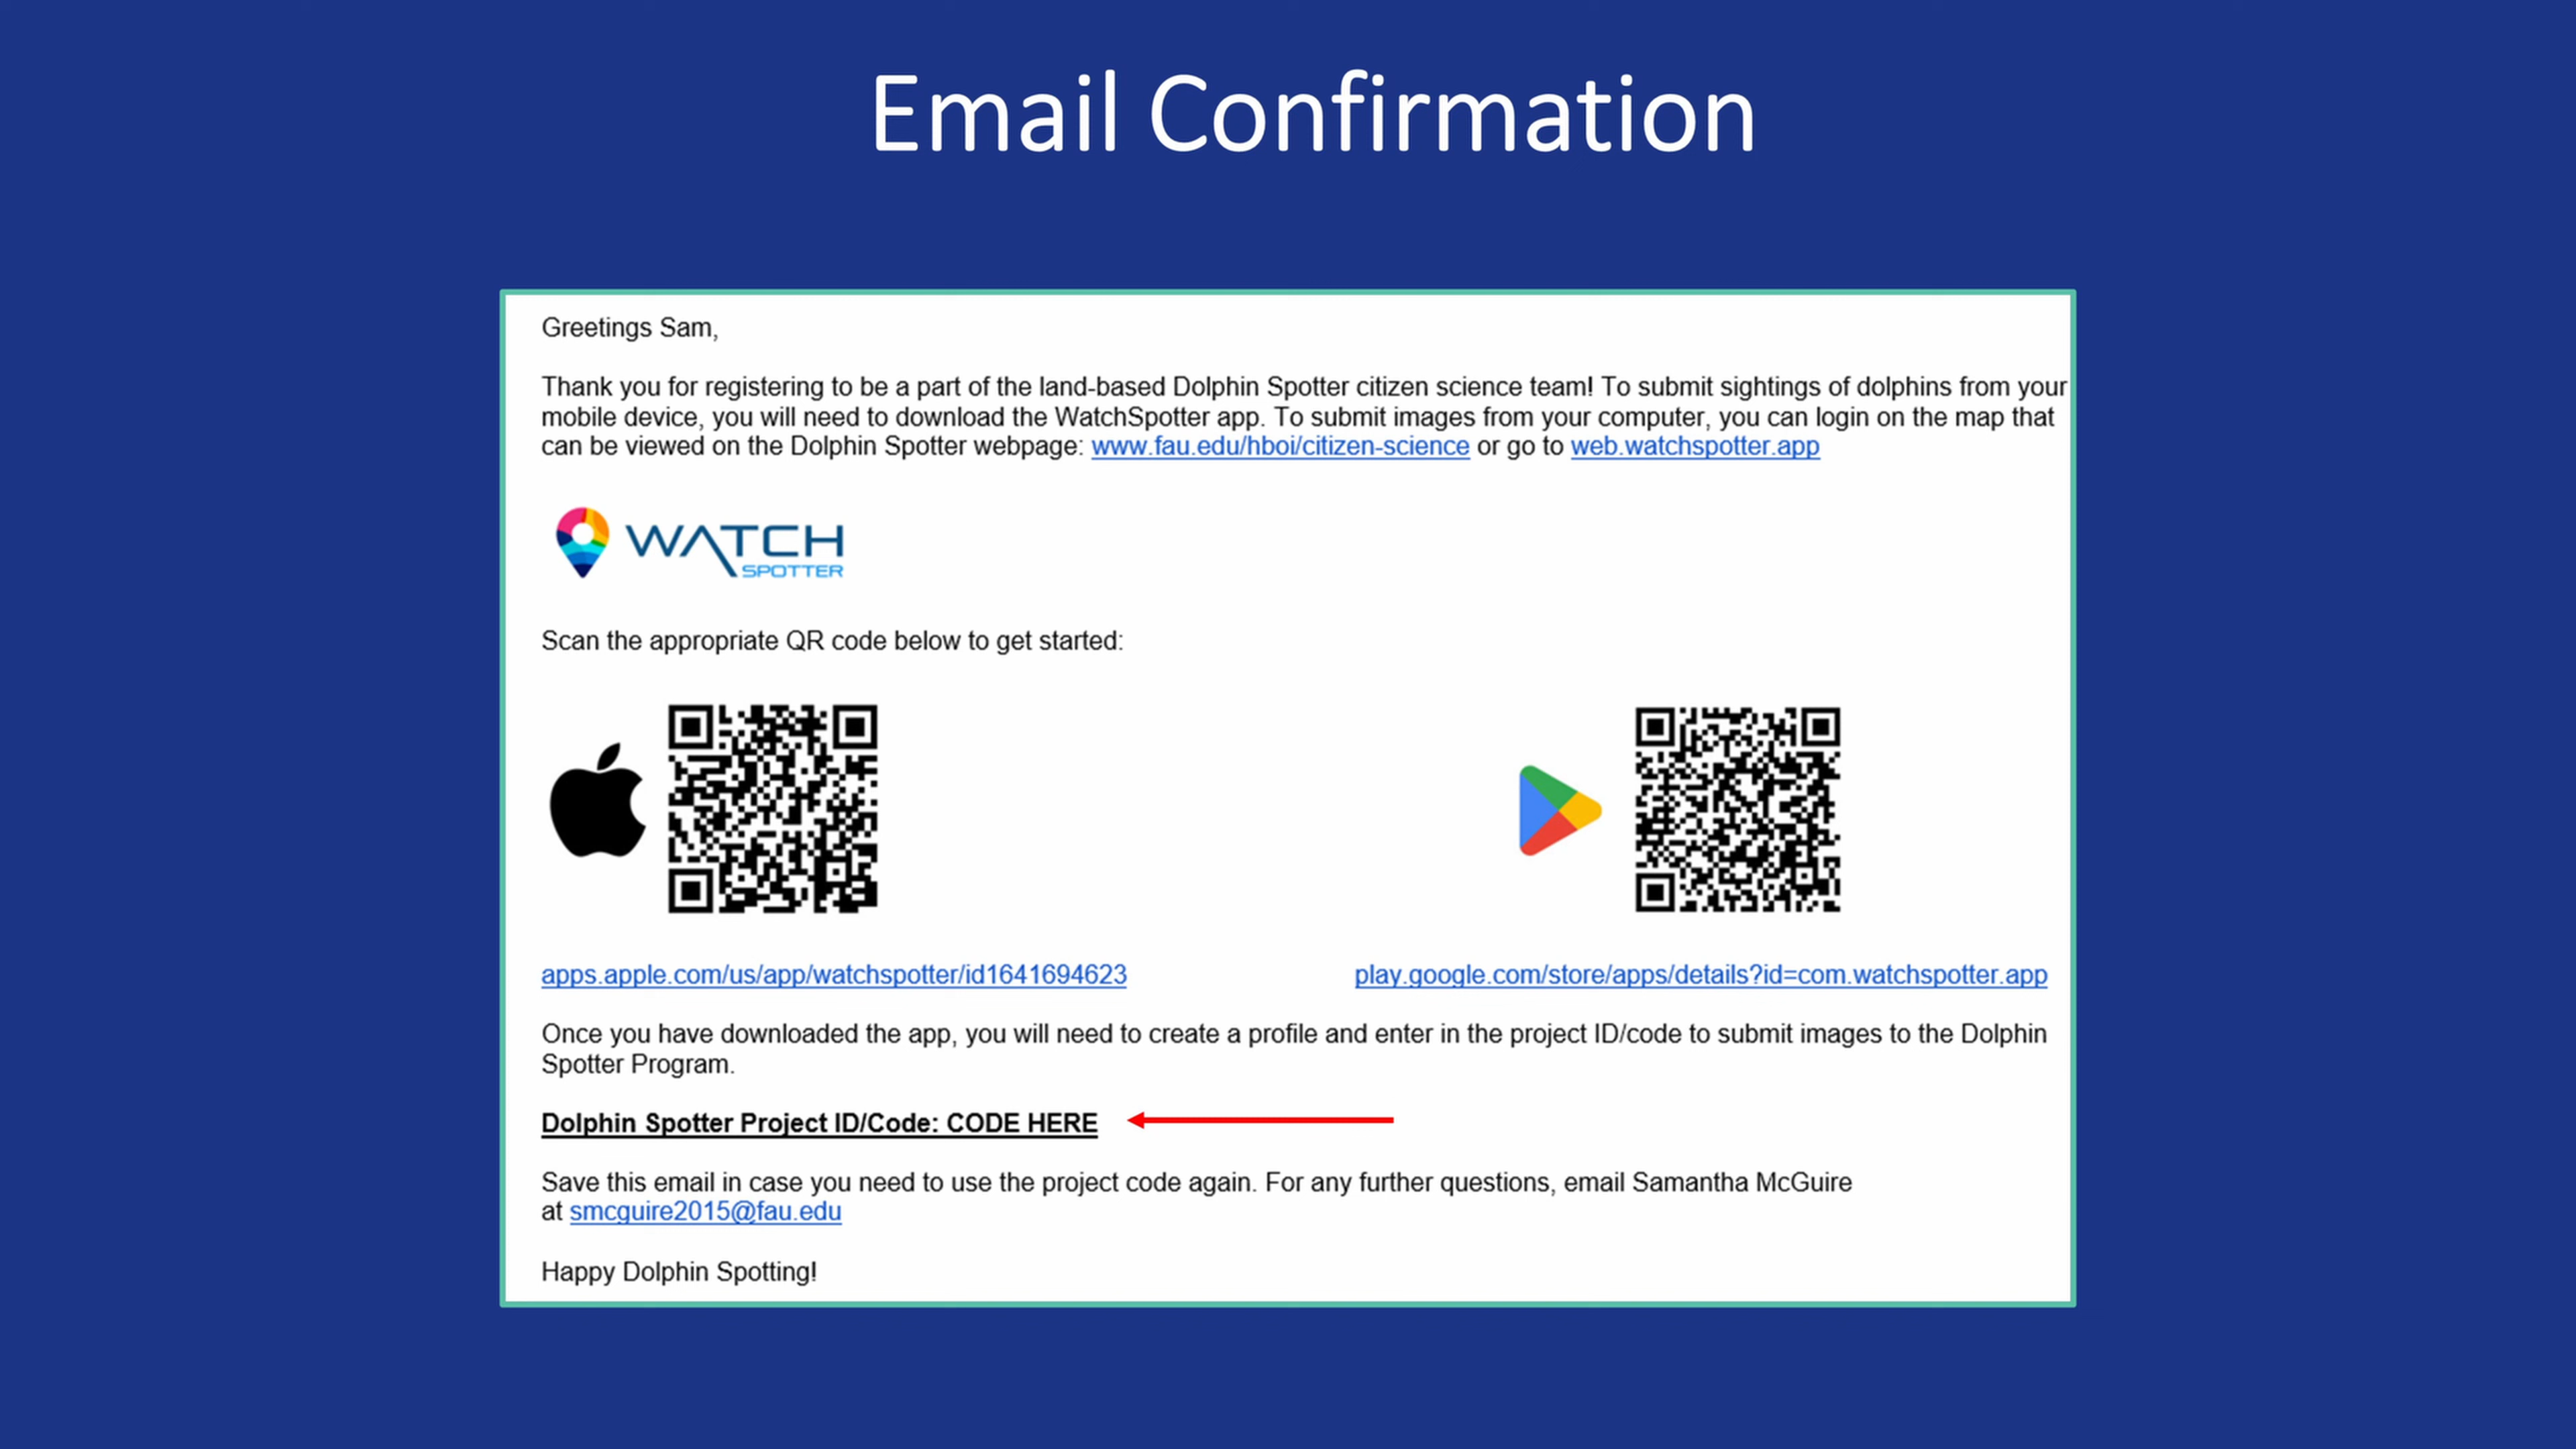 Email Confirmation
Greetings Sam,
Thank you for registering to be a part of the land-based Dolphin Spotter citizen science team! To submit sightings of dolphins from your
mobile device, you will need to download the WatchSpotter app. To submit images from your computer, you can login on the map that
can be viewed on the Dolphin Spotter webpage: www.fau.edu/hboi/citizen-science or go to web.watchspotter.app
WATCH
SPOTTER
Scan the appropriate QR code below to get started:
apps.apple.com/us/app/watchspotter/id1641694623
play.google.com/store/apps/details?id=com.watchspotter.app
Once you have downloaded the app, you will need to create a profile and enter in the project ID/code to submit images to the Dolphin
Spotter Program.
Dolphin Spotter Project ID/Code: CODE HERE
Save this email in case you need to use the project code again. For any further questions, email Samantha McGuire
at smcguire2015@fau.edu
Happy Dolphin Spotting!